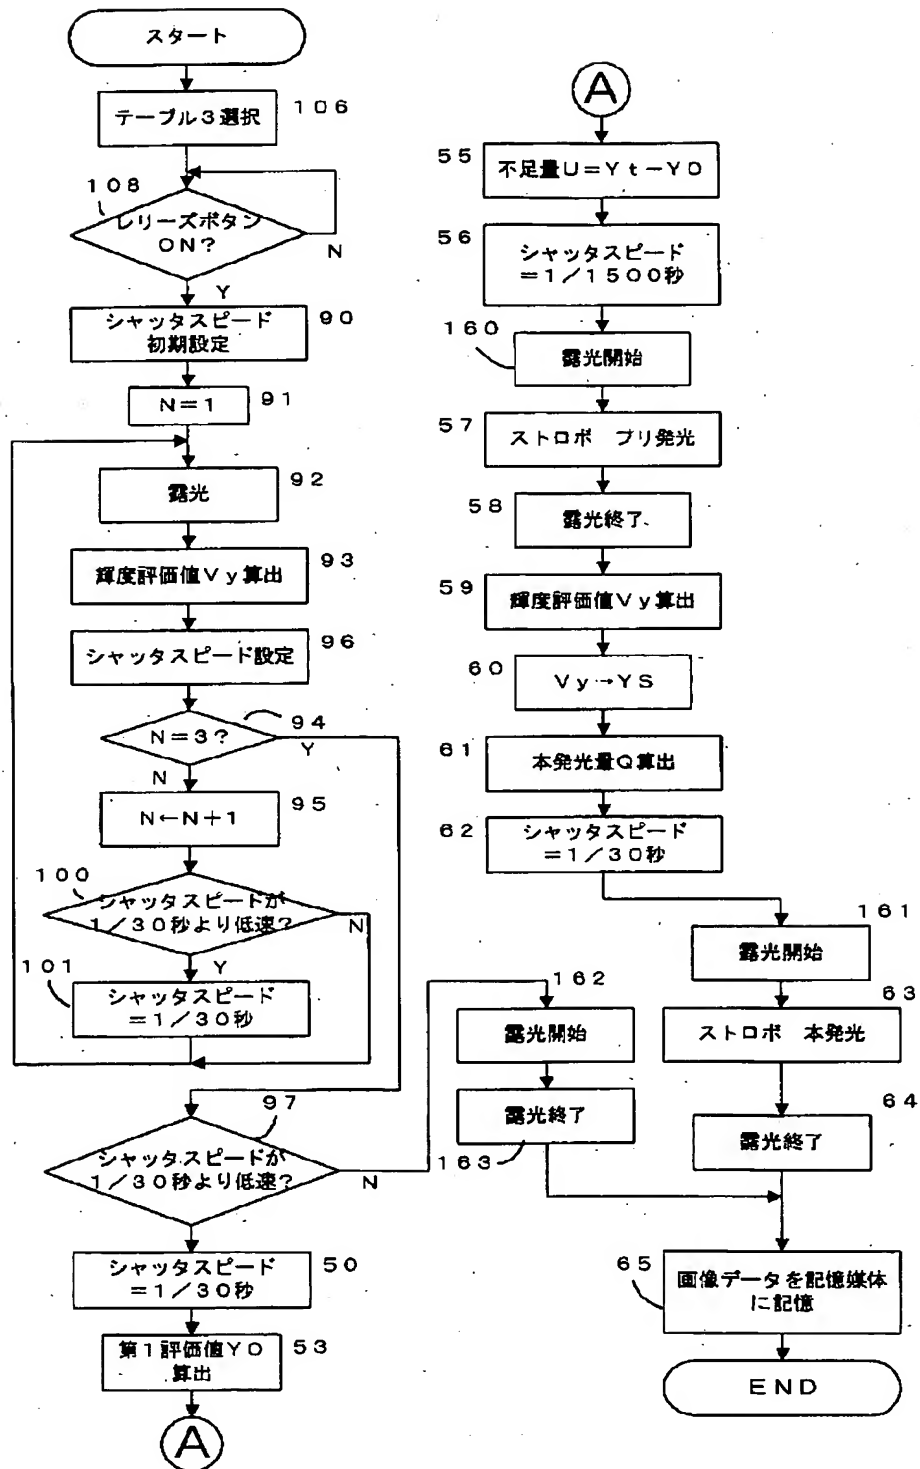 スタート
テーブル3選択
106
108
レリーズボタン
ON?
N
Y
シャッタスピード
初期設定
90
N=1
91
露光
92
輝度評価値Vy算出
93
シャッタスピード設定
96
N=3?
94
Y
N
N←N+1
95
100
シャッタスピードが
1/30秒より低速?
N
Y
101
シャッタスピード
=1/30秒
97
シャッタスピードが
1/30秒より低速?
N
シャッタスピード
=1/30秒
50
第1評価値Y0
算出
53
A
162
露光開始
露光終了
163
A
55
不足量U=Yt-Y0
56
シャッタスピード
=1/1500秒
160
露光開始
57
ストロボ プリ発光
58
露光終了
59
輝度評価値Vy算出
60
Vy→YS
61
本発光量Q算出
62
シャッタスピード
=1/30秒
161
露光開始
63
ストロボ 本発光
64
露光終了
65
画像データを記憶媒体
に記憶
END